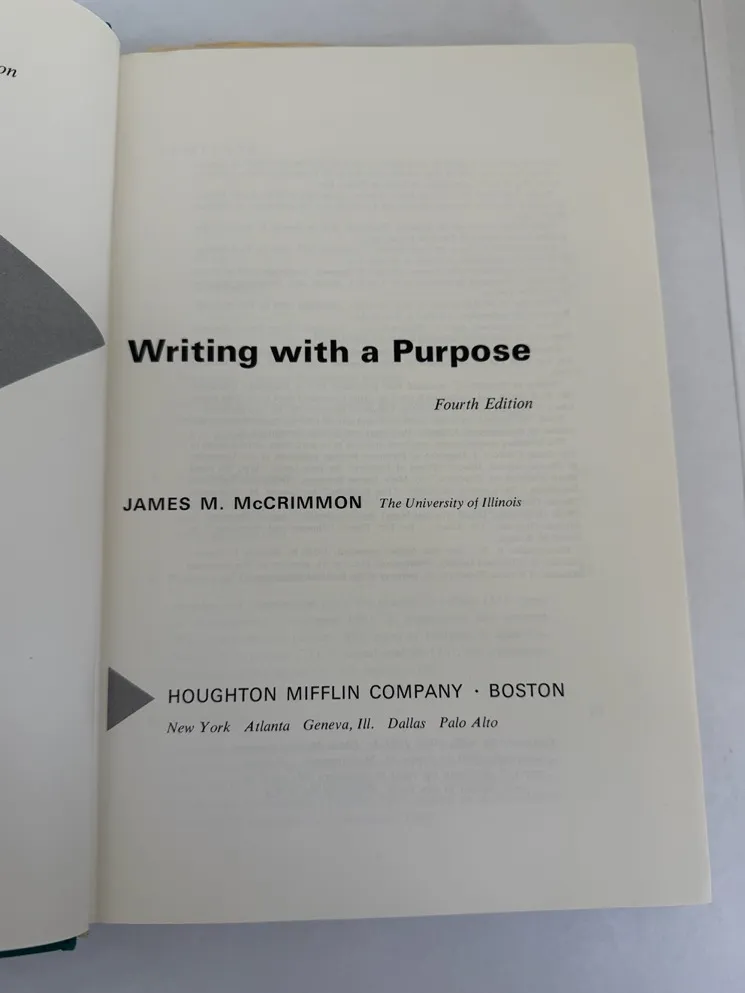 on
Writing with a Purpose
Fourth Edition
JAMES M. McCRIMMON The University of Illinois
HOUGHTON MIFFLIN COMPANY · BOSTON
New York Atlanta Geneva, Ill. Dallas Palo Alto